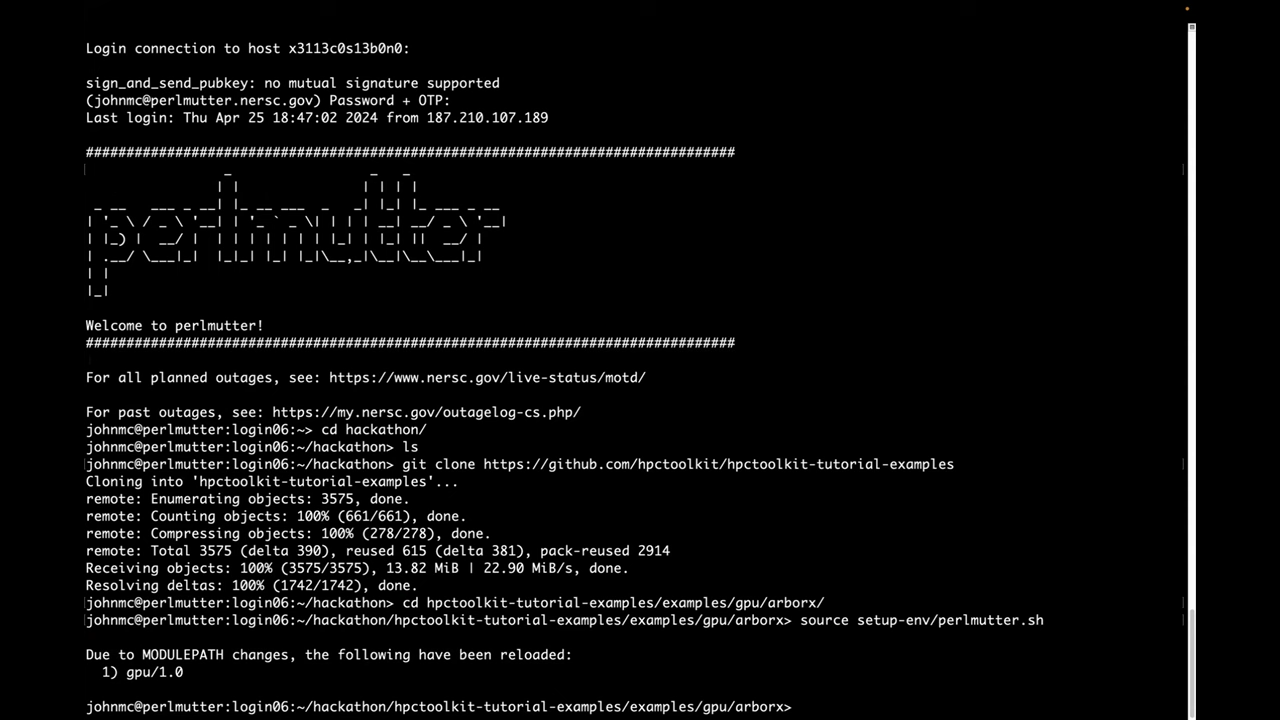 Login connection to host x3113c0s13b0n0:
sign_and_send_pubkey: no mutual signature supported
(johnmc@perlmutter.nersc.gov) Password + OTP:
Last login: Thu Apr 25 18:47:02 2024 from 187.210.107.189
################################################################################
perlmutter
Welcome to perlmutter!
################################################################################
For all planned outages, see: https://www.nersc.gov/live-status/motd/
For past outages, see: https://my.nersc.gov/outagelog-cs.php/
johnmc@perlmutter:login06:~> cd hackathon/
johnmc@perlmutter:login06:~/hackathon> ls
johnmc@perlmutter:login06:~/hackathon> git clone https://github.com/hpctoolkit/hpctoolkit-tutorial-examples
Cloning into 'hpctoolkit-tutorial-examples'...
remote: Enumerating objects: 3575, done.
remote: Counting objects: 100% (661/661), done.
remote: Compressing objects: 100% (278/278), done.
remote: Total 3575 (delta 390), reused 615 (delta 381), pack-reused 2914
Receiving objects: 100% (3575/3575), 13.82 MiB | 22.90 MiB/s, done.
Resolving deltas: 100% (1742/1742), done.
johnmc@perlmutter:login06:~/hackathon> cd hpctoolkit-tutorial-examples/examples/gpu/arborx/
johnmc@perlmutter:login06:~/hackathon/hpctoolkit-tutorial-examples/examples/gpu/arborx> source setup-env/perlmutter.sh
Due to MODULEPATH changes, the following have been reloaded:
1) gpu/1.0
johnmc@perlmutter:login06:~/hackathon/hpctoolkit-tutorial-examples/examples/gpu/arborx>